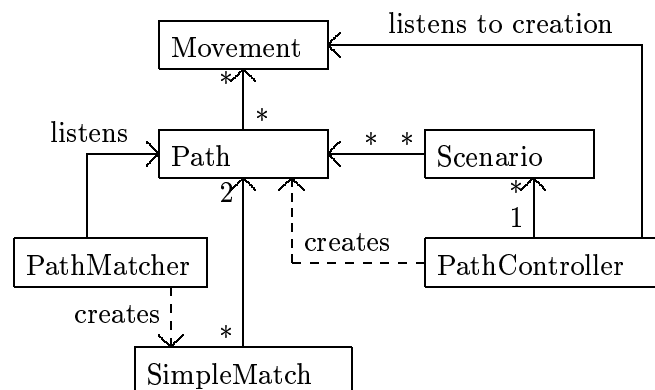 listens to creation
Movement
*
*
listens
* *
Path
Scenario
2
*
1
creates
PathMatcher
PathController
creates
*
SimpleMatch